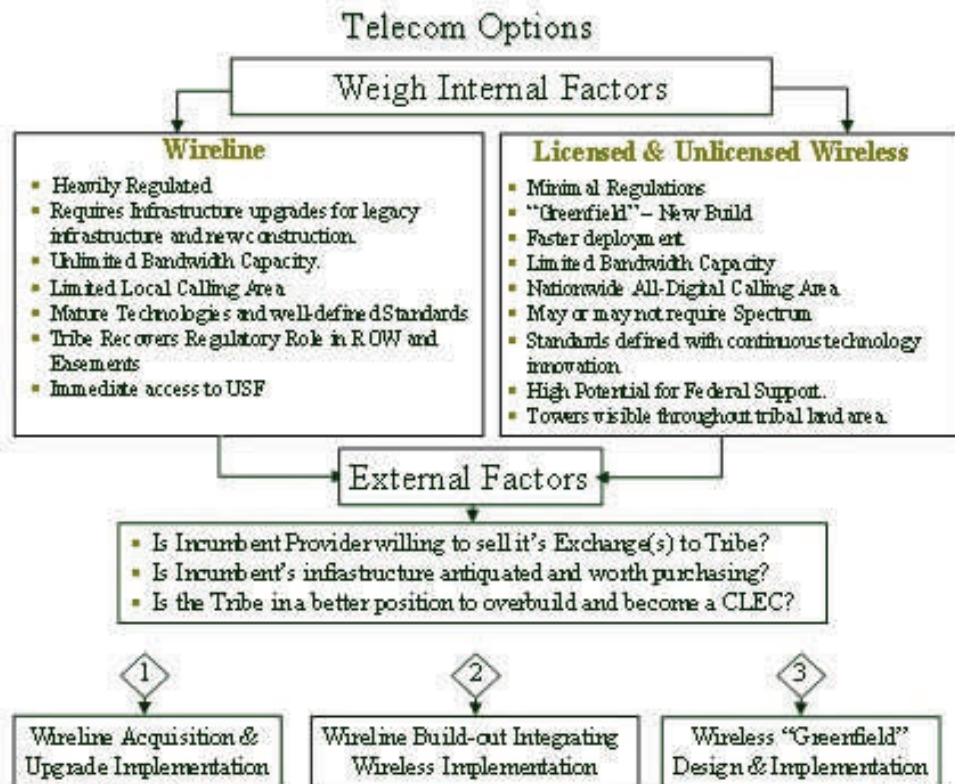 Telecom Options
Weigh Internal Factors
Wireline
▪ Heavily Regulated
▪ Requires Infrastructure upgrades for legacy
infrastructure and new construction.
▪ Unlimited Bandwidth Capacity.
▪ Limited Local Calling Area
▪ Mature Technologies and well-defined Standards
▪ Tribe Recovers Regulatory Role in ROW and
Easements
▪ Immediate access to USF
Licensed & Unlicensed Wireless
▪ Minimal Regulations
▪ "Greenfield" – New Build
▪ Faster deployment.
▪ Limited Bandwidth Capacity
▪ Nationwide All-Digital Calling Area
▪ May or may not require Spectrum
▪ Standards defined with continuous technology
innovation.
▪ High Potential for Federal Support.
▪ Towers visible throughout tribal land area.
External Factors
▪ Is Incumbent Provider willing to sell it's Exchange(s) to Tribe?
▪ Is Incumbent's infastructure antiquated and worth purchasing?
▪ Is the Tribe in a better position to overbuild and become a CLEC?
1
2
3
Wireline Acquisition &
Upgrade Implementation
Wireline Build-out Integrating
Wireless Implementation
Wireless "Greenfield"
Design & Implementation